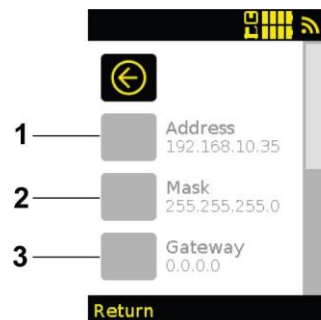 1
Address
192.168.10.35
2
Mask
255.255.255.0
3
Gateway
0.0.0.0
Return